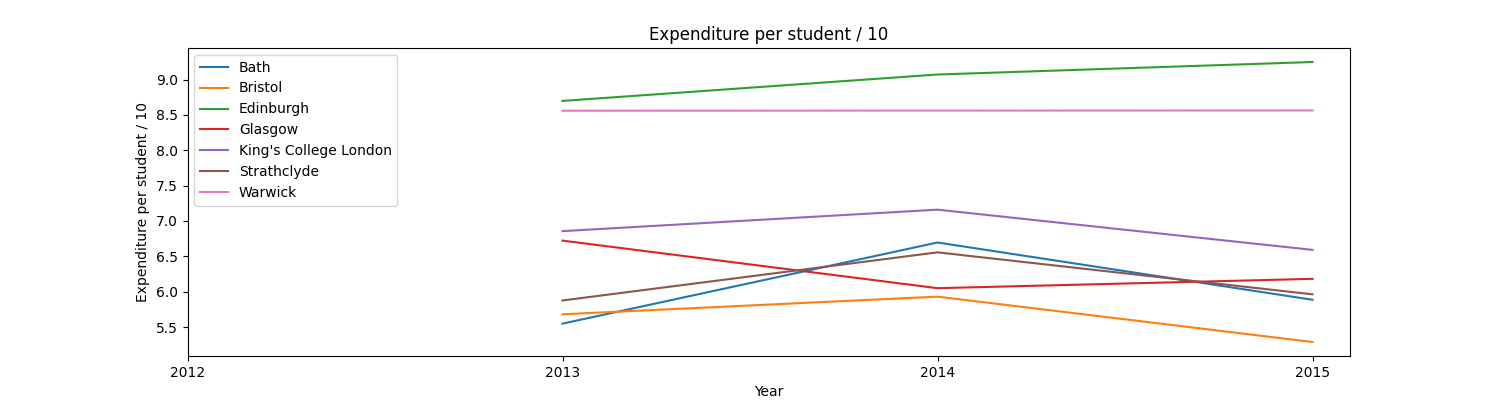 Expenditure per student / 10
Expenditure per student / 10
9.0
8.5
8.0
7.5
7.0
6.5
6.0
5.5
Bath
Bristol
Edinburgh
Glasgow
King's College London
Strathclyde
Warwick
2012 2013 2014 2015
Year